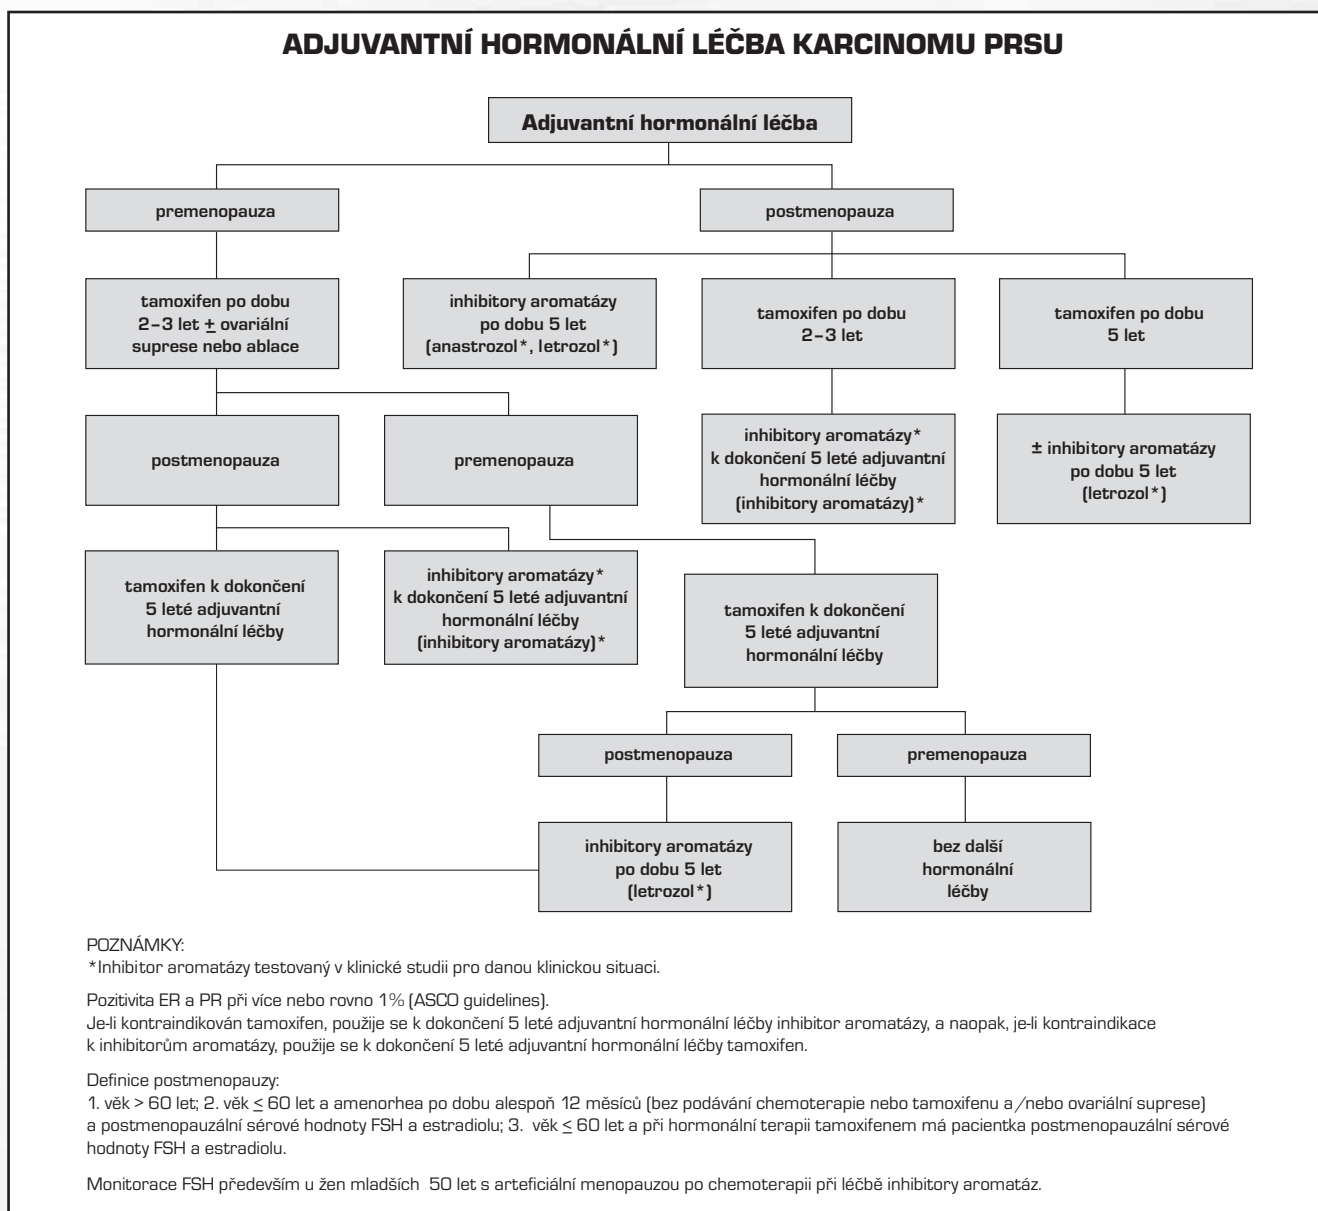 ADJUVANTNÍ HORMONÁLNÍ LÉČBA KARCINOMU PRSU
Adjuvantní hormonální léčba
premenopauza
postmenopauza
tamoxifen po dobu
2–3 let ± ovariální
suprese nebo ablace
inhibitory aromatázy
po dobu 5 let
(anastrozol*, letrozol*)
tamoxifen po dobu
2–3 let
tamoxifen po dobu
5 let
postmenopauza
premenopauza
inhibitory aromatázy*
k dokončení 5 leté adjuvantní
hormonální léčby
(inhibitory aromatázy)*
± inhibitory aromatázy
po dobu 5 let
(letrozol*)
tamoxifen k dokončení
5 leté adjuvantní
hormonální léčby
inhibitory aromatázy*
k dokončení 5 leté adjuvantní
hormonální léčby
(inhibitory aromatázy)*
tamoxifen k dokončení
5 leté adjuvantní
hormonální léčby
postmenopauza
premenopauza
inhibitory aromatázy
po dobu 5 let
(letrozol*)
bez další
hormonální
léčby
POZNÁMKY:
*Inhibitor aromatázy testovaný v klinické studii pro danou klinickou situaci.
Pozitivita ER a PR při více nebo rovno 1% (ASCO guidelines).
Je-li kontraindikován tamoxifen, použije se k dokončení 5 leté adjuvantní hormonální léčby inhibitor aromatázy, a naopak, je-li kontraindikace
k inhibitorům aromatázy, použije se k dokončení 5 leté adjuvantní hormonální léčby tamoxifen.
Definice postmenopauzy:
1. věk > 60 let; 2. věk ≤ 60 let a amenorhea po dobu alespoň 12 měsíců (bez podávání chemoterapie nebo tamoxifenu a/nebo ovariální suprese)
a postmenopauzální sérové hodnoty FSH a estradiolu; 3. věk ≤ 60 let a při hormonální terapii tamoxifenem má pacientka postmenopauzální sérové
hodnoty FSH a estradiolu.
Monitorace FSH především u žen mladších 50 let s arteficiální menopauzou po chemoterapii při léčbě inhibitory aromatáz.